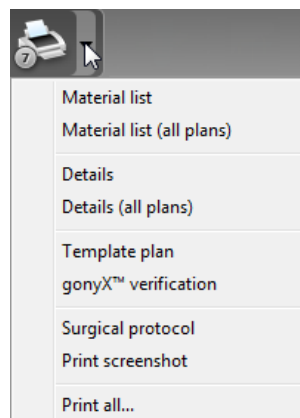 7
Material list
Material list (all plans)
Details
Details (all plans)
Template plan
gonyX™ verification
Surgical protocol
Print screenshot
Print all...